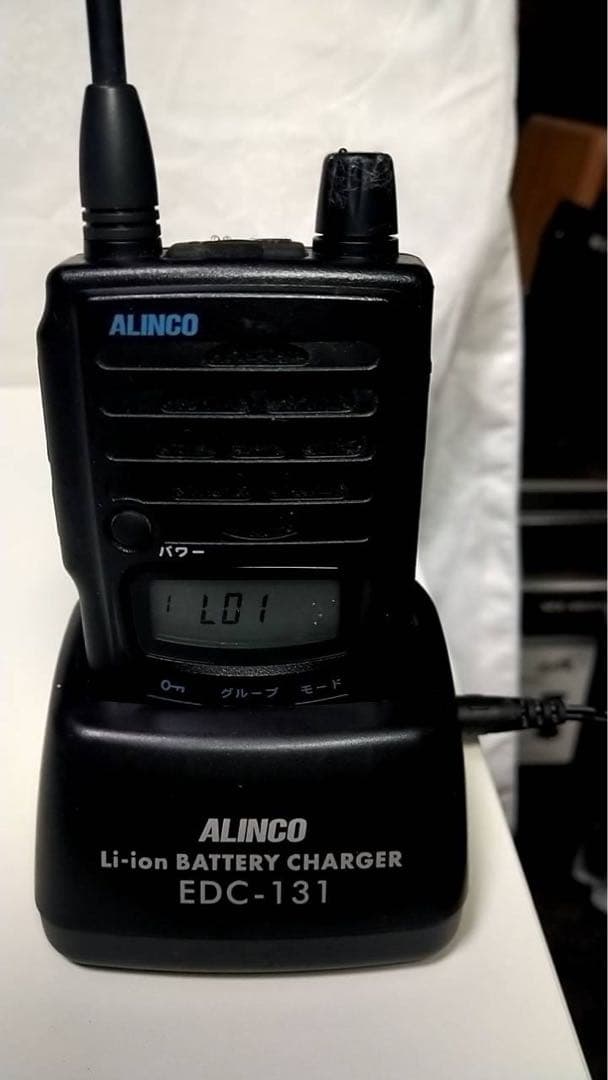 ALINCO
パワー
1 L01
グループ モード
ALINCO
Li-ion BATTERY CHARGER
EDC-131